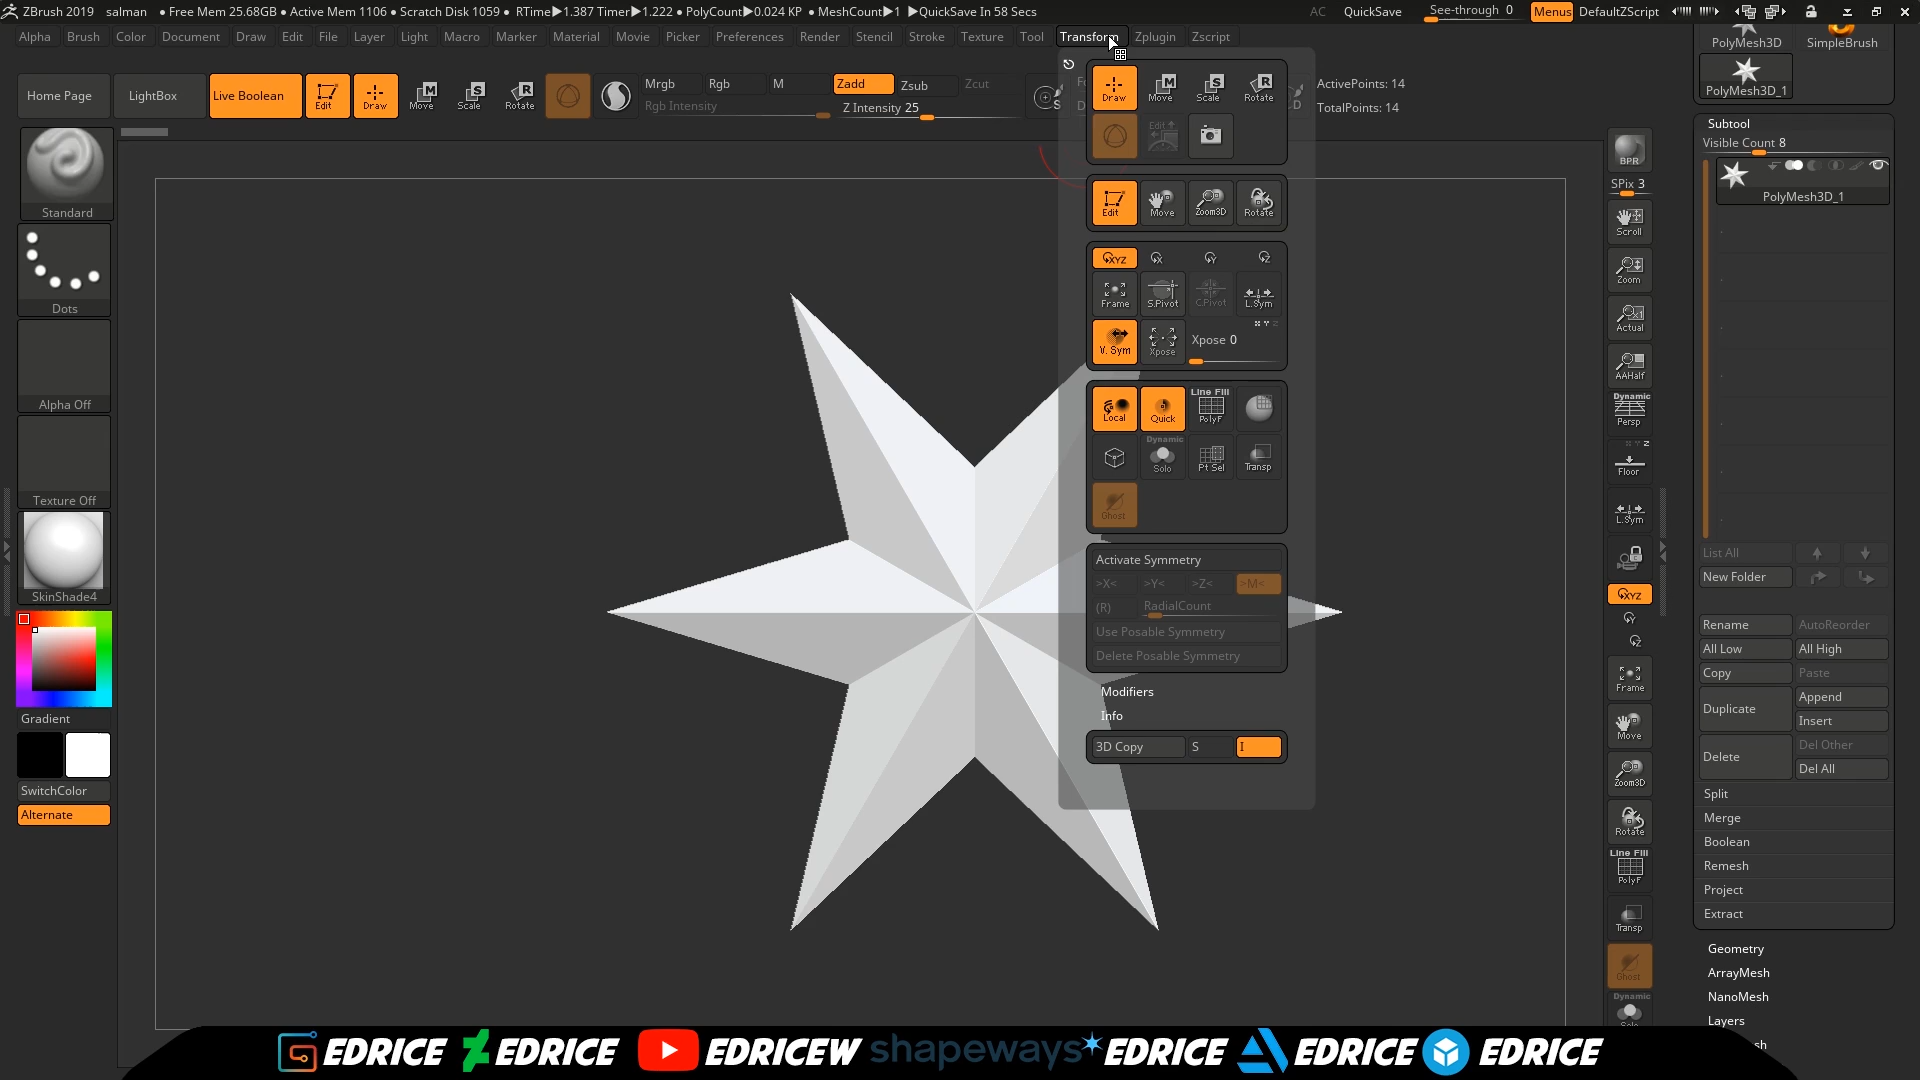 ZBrush 2019 salman • Free Mem 25.68GB • Active Mem 1106 • Scratch Disk 1059 • RTime▶1.387 Timer▶1.222 • PolyCount▶0.024 KP • MeshCount▶1 ▶QuickSave In 58 Secs AC QuickSave See-through 0 Menus DefaultZScript
Alpha Brush Color Document Draw Edit File Layer Light Macro Marker Material Movie Picker Preferences Render Stencil Stroke Texture Tool Transform Zplugin Zscript
Home Page LightBox Live Boolean Edit Draw Move Scale Rotate
Mrgb Rgb M Zadd Zsub Zcut
Rgb Intensity Z Intensity 25
ActivePoints: 14
TotalPoints: 14
Standard
Dots
Alpha Off
Texture Off
SkinShade4
Gradient
SwitchColor
Alternate
Draw Move Scale Rotate
Edit
Edit Move Zoom3D Rotate
XYZ X Y Z
Frame S.Pivot C.Pivot L.Sym
V. Sym Xpose Xpose 0
X Y Z
Line Fill
Local Quick PolyF
Dynamic
Solo Pt Sel Transp
Ghost
Activate Symmetry
>X< >Y< >Z< >M<
(R) RadialCount
Use Posable Symmetry
Delete Posable Symmetry
Modifiers
Info
3D Copy S I
BPR
SPix 3
Scroll
Zoom
Actual
AAHalf
Dynamic
Persp
X Y Z
Floor
L.Sym
XYZ
Y
Z
Frame
Move
Zoom3D
Rotate
Line Fill
PolyF
Transp
Ghost
Dynamic
Solo
PolyMesh3D SimpleBrush
PolyMesh3D_1
Subtool
Visible Count 8
PolyMesh3D_1
List All
New Folder
Rename AutoReorder
All Low All High
Copy Paste
Duplicate Append
Insert
Delete Del Other
Del All
Split
Merge
Boolean
Remesh
Project
Extract
Geometry
ArrayMesh
NanoMesh
Layers
EDRICE EDRICE EDRICEW shapeways EDRICE EDRICE EDRICE